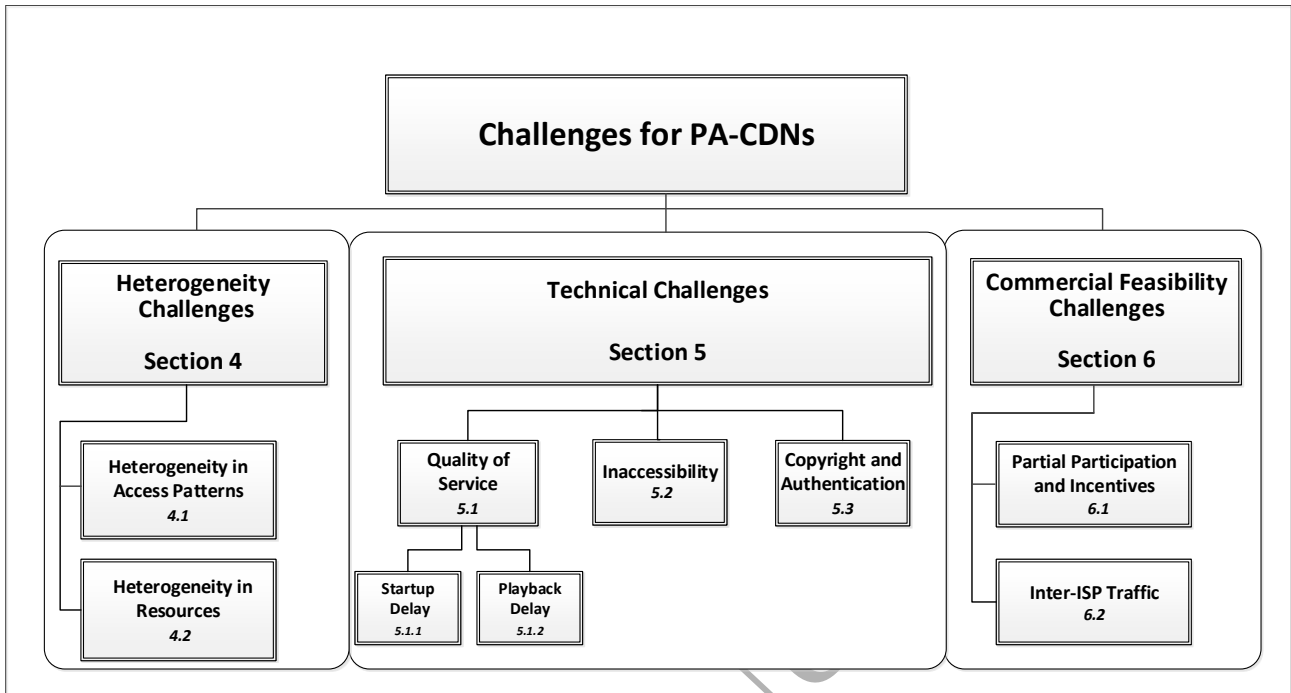 Challenges for PA-CDNs
Heterogeneity
Challenges
Section 4
Heterogeneity in
Access Patterns
4.1
Heterogeneity in
Resources
4.2
Technical Challenges
Section 5
Quality of
Service
5.1
Startup
Delay
5.1.1
Playback
Delay
5.1.2
Inaccessibility
5.2
Copyright and
Authentication
5.3
Commercial Feasibility
Challenges
Section 6
Partial Participation
and Incentives
6.1
Inter-ISP Traffic
6.2